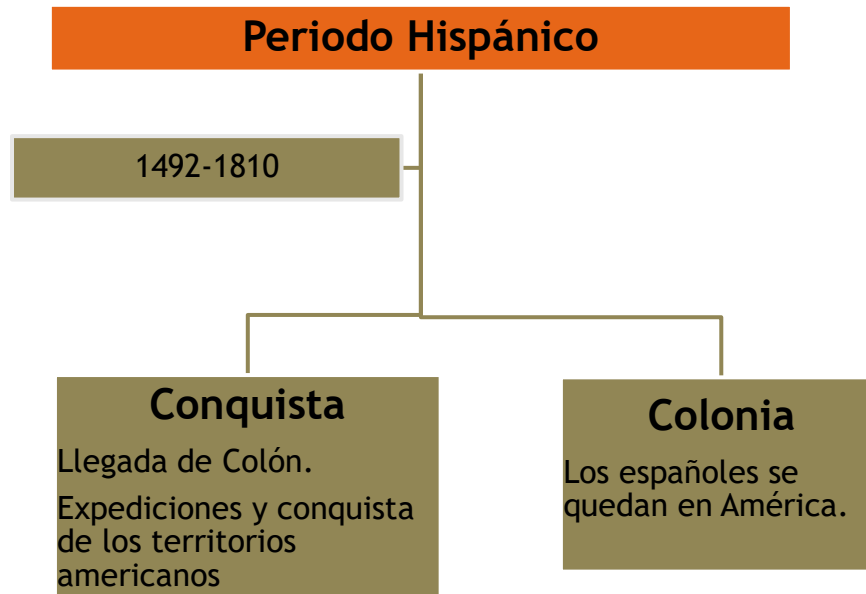 Periodo Hispánico
1492-1810
Conquista
Llegada de Colón.
Expediciones y conquista
de los territorios
americanos
Colonia
Los españoles se
quedan en América.